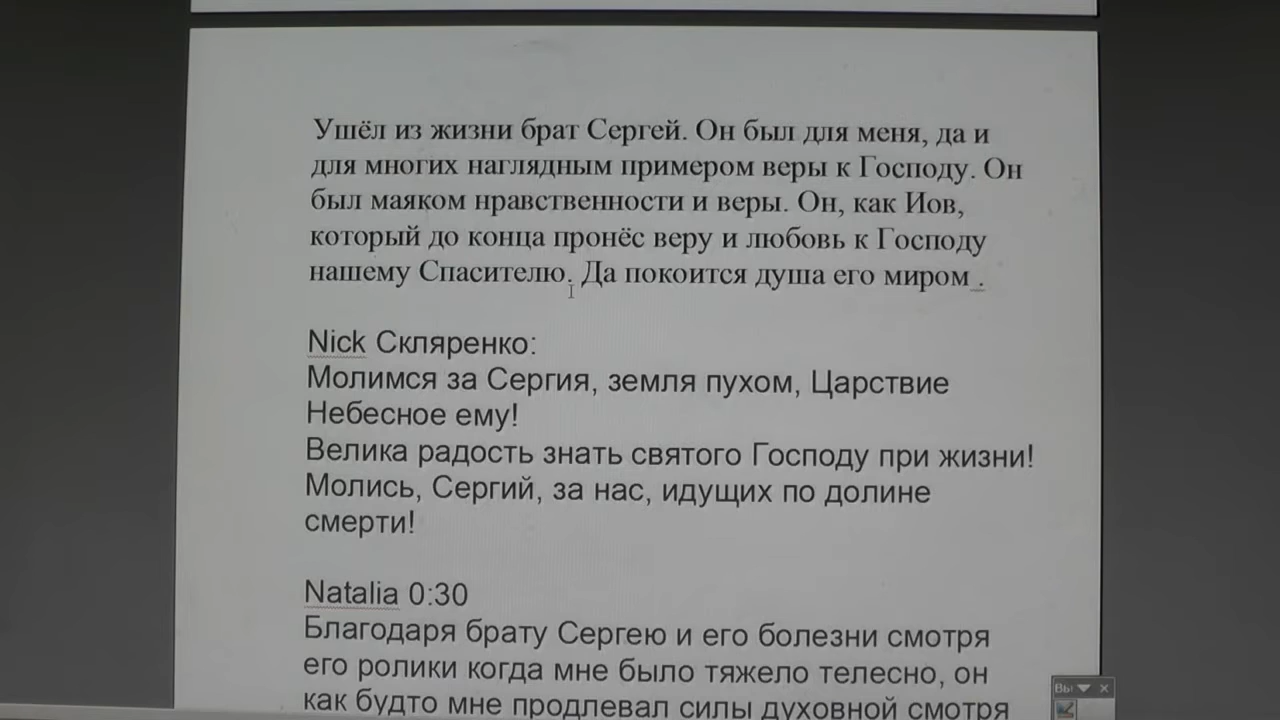 Ушёл из жизни брат Сергей. Он был для меня, да и
для многих наглядным примером веры к Господу. Он
был маяком нравственности и веры. Он, как Иов,
который до конца пронёс веру и любовь к Господу
нашему Спасителю. Да покоится душа его миром .
Nick Скляренко:
Молимся за Сергия, земля пухом, Царствие
Небесное ему!
Велика радость знать святого Господу при жизни!
Молись, Сергий, за нас, идущих по долине
смерти!
Natalia 0:30
Благодаря брату Сергею и его болезни смотря
его ролики когда мне было тяжело телесно, он
как будто мне продлевал силы духовной смотря
Вы